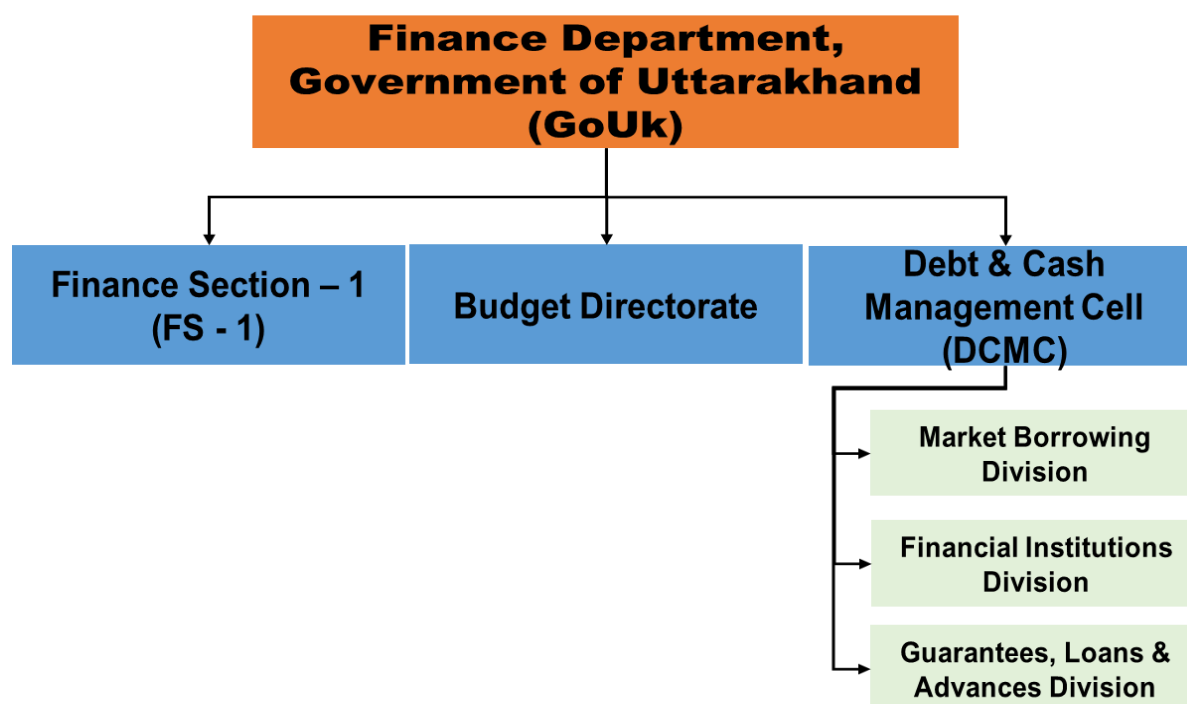 Finance Department,
Government of Uttarakhand
(GoUk)
Finance Section – 1
(FS - 1)
Budget Directorate
Debt & Cash
Management Cell
(DCMC)
Market Borrowing
Division
Financial Institutions
Division
Guarantees, Loans &
Advances Division